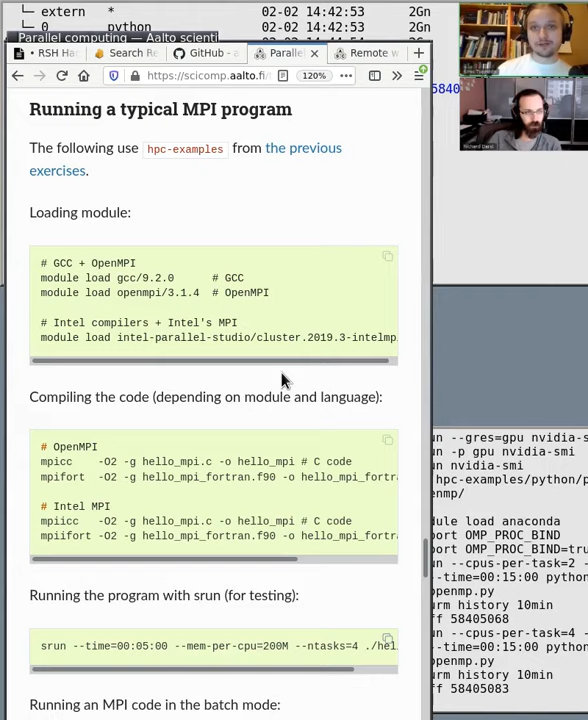 extern * 02-02 14:42:53 2Gn
0 python 02-02 14:42:53 2Gn
Parallel computing — Aalto scienti
RSH Ha
Search Re
GitHub - a
Parallel
Remote w
https://scicomp.aalto.fi/
120%
5840
Running a typical MPI program
The following use hpc-examples from the previous
exercises.
Loading module:
# GCC + OpenMPI
module load gcc/9.2.0 # GCC
module load openmpi/3.1.4 # OpenMPI
# Intel compilers + Intel's MPI
module load intel-parallel-studio/cluster.2019.3-intelmp
Compiling the code (depending on module and language):
# OpenMPI
mpicc -O2 -g hello_mpi.c -o hello_mpi # C code
mpifort -O2 -g hello_mpi_fortran.f90 -o hello_mpi_fortra
# Intel MPI
mpiicc -O2 -g hello_mpi.c -o hello_mpi # C code
mpiifort -O2 -g hello_mpi_fortran.f90 -o hello_mpi_fortra
Running the program with srun (for testing):
srun --time=00:05:00 --mem-per-cpu=200M --ntasks=4 ./hel
Running an MPI code in the batch mode:
un --gres=gpu nvidia-s
un -p gpu nvidia-smi
un nvidia-smi
hpc-examples/python/p
enmp/
dule load anaconda
port OMP_PROC_BIND
port OMP_PROC_BIND=tru
un --cpus-per-task=2 -
--time=00:15:00 python
openmp.py
urm history 10min
ff 58405068
un --cpus-per-task=4 -
--time=00:15:00 python
openmp.py
urm history 10min
ff 58405083